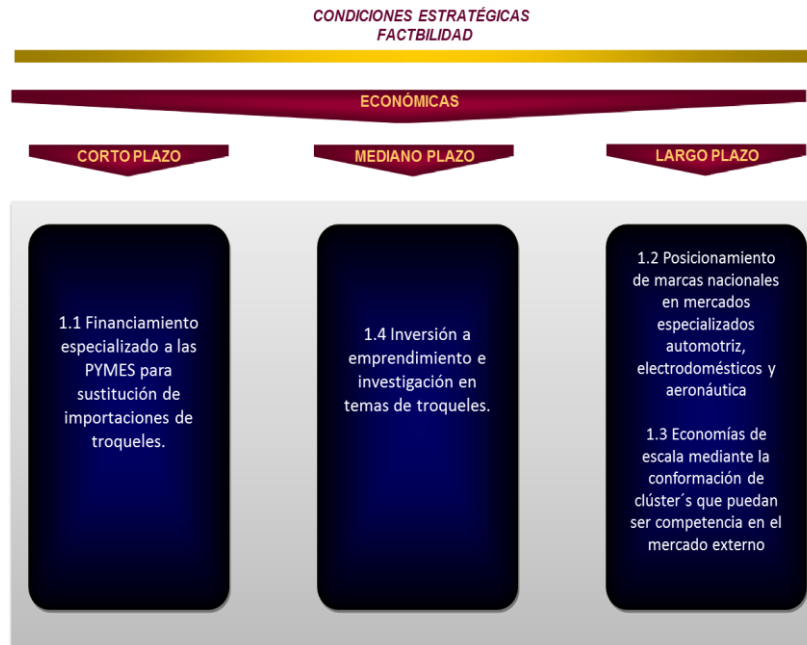 CONDICIONES ESTRATÉGICAS
FACTBILIDAD
ECONÓMICAS
CORTO PLAZO
MEDIANO PLAZO
LARGO PLAZO
1.1 Financiamiento
especializado a las
PYMES para
sustitución de
importaciones de
troqueles.
1.4 Inversión a
emprendimiento e
investigación en
temas de troqueles.
1.2 Posicionamiento
de marcas nacionales
en mercados
especializados
automotriz,
electrodomésticos y
aeronáutica
1.3 Economías de
escala mediante la
conformación de
clúster´s que puedan
ser competencia en el
mercado externo